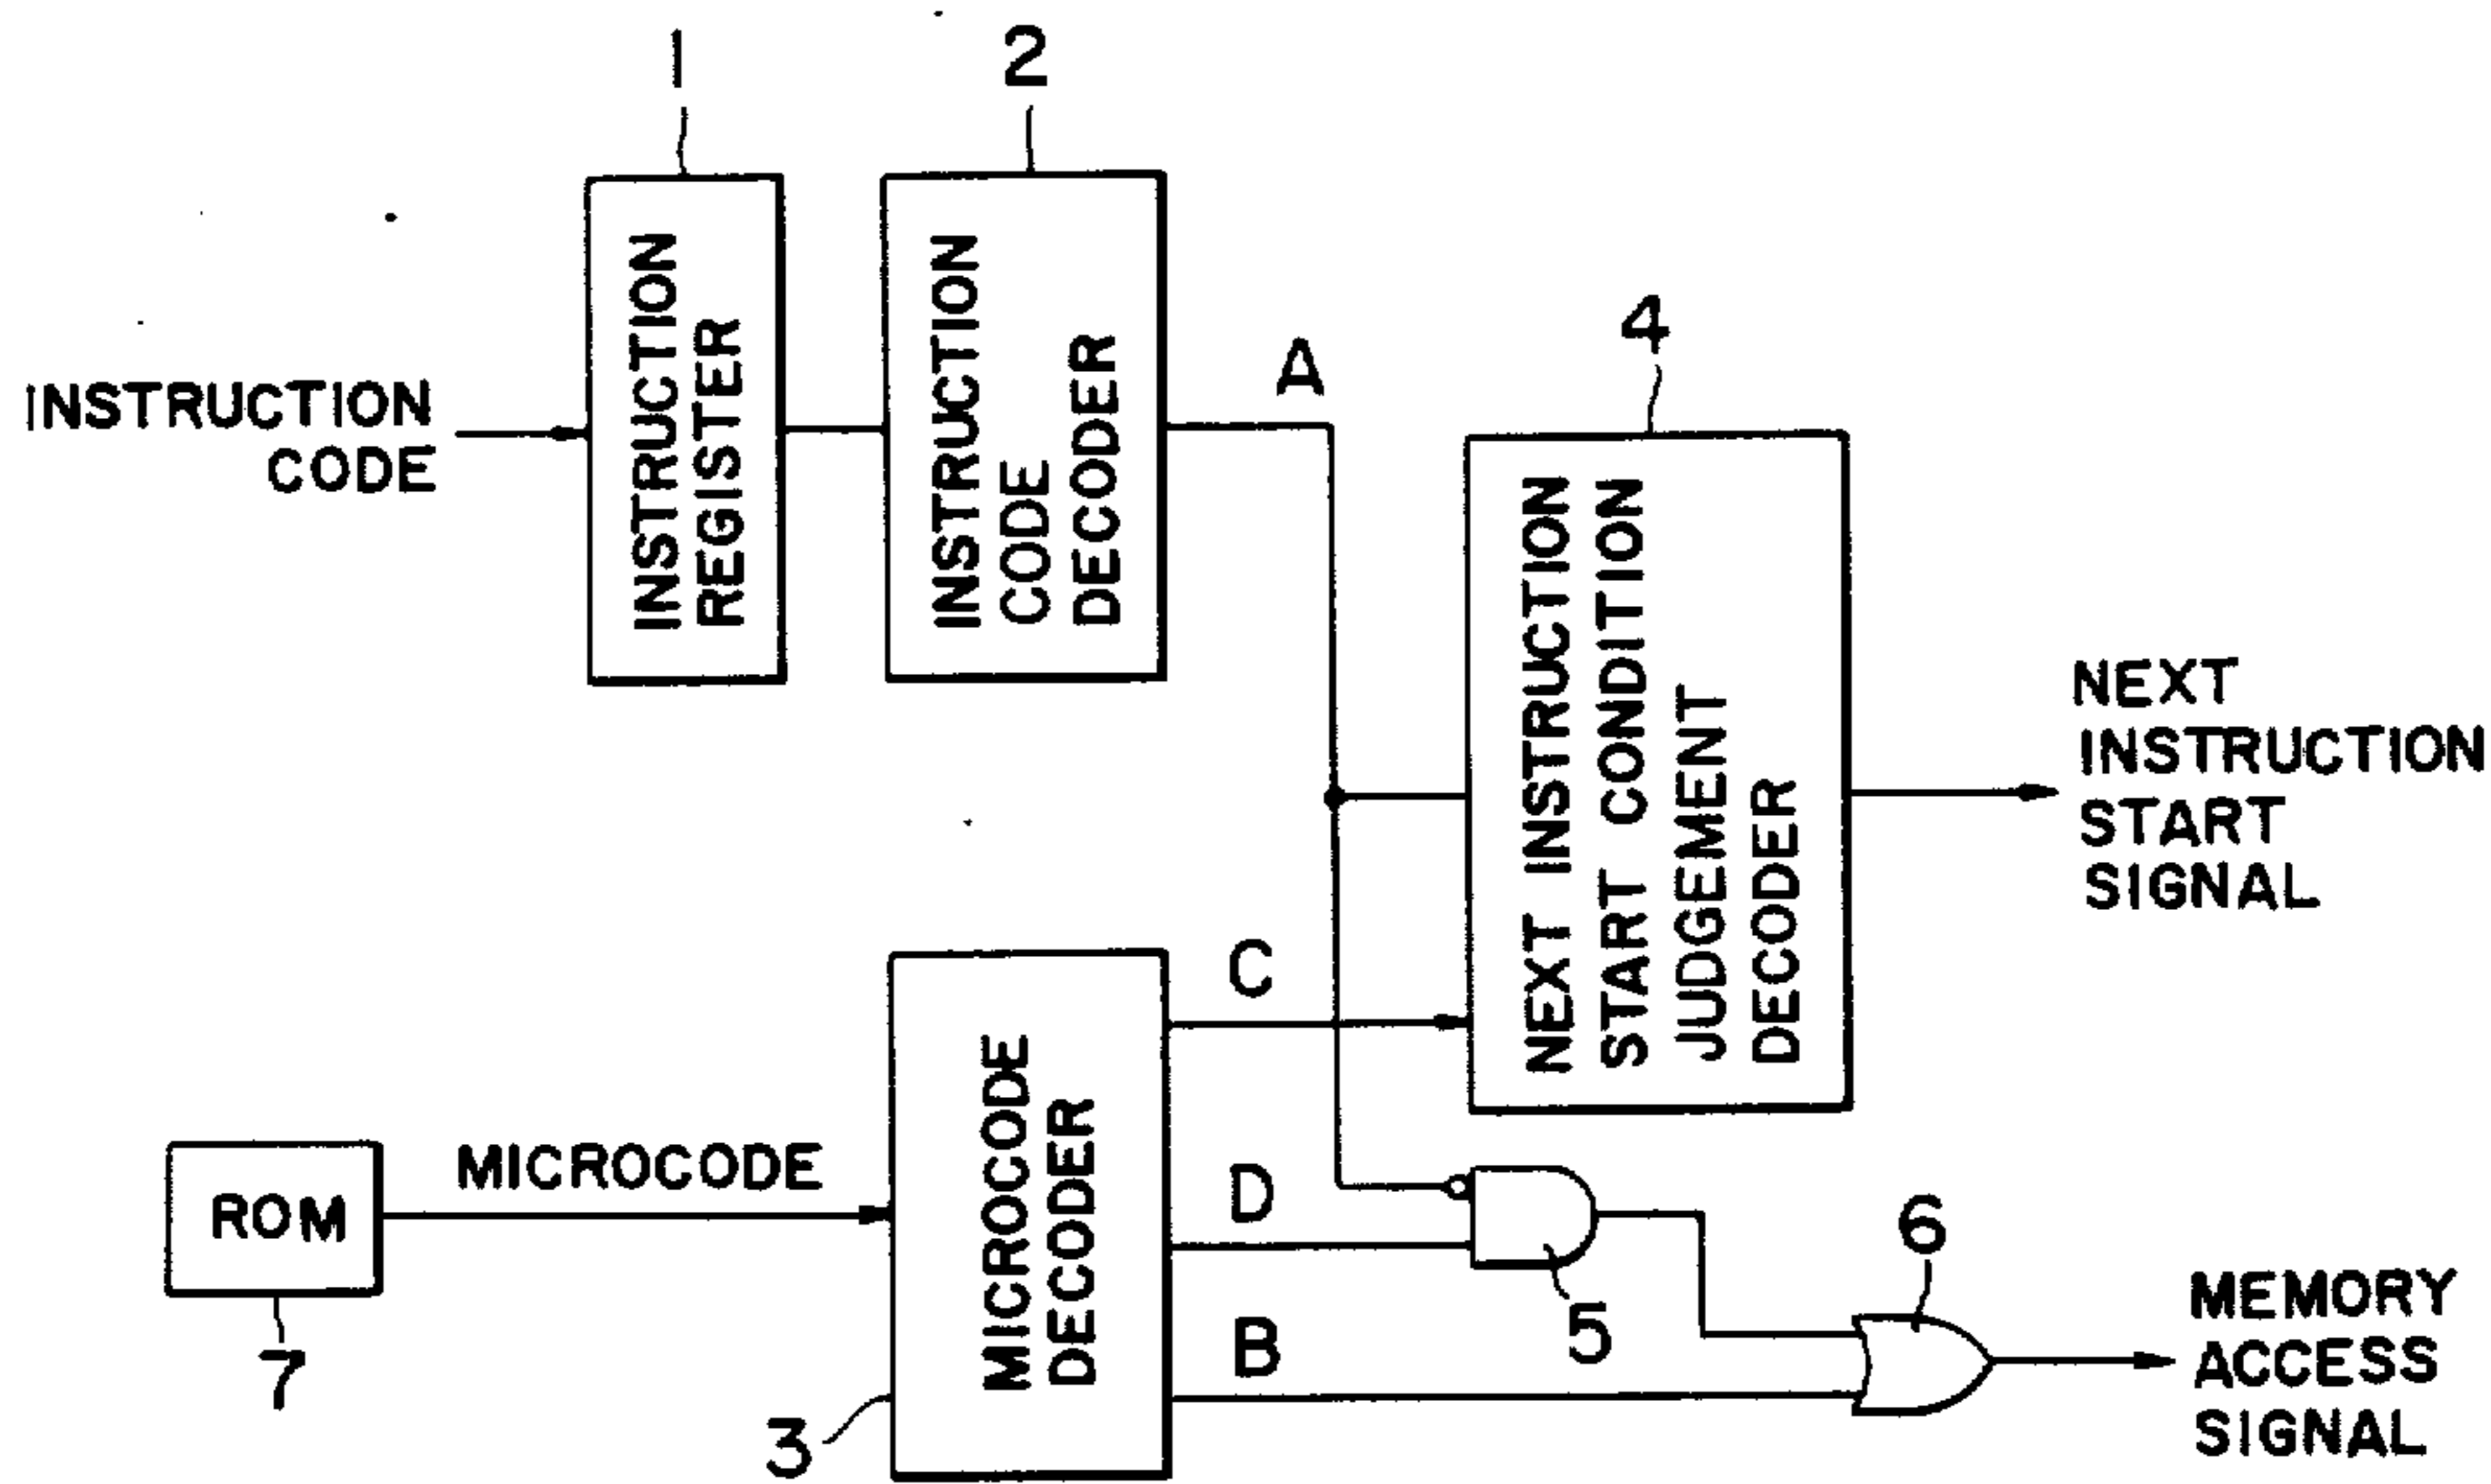 1
2
INSTRUCTION
CODE
INSTRUCTION
REGISTER
INSTRUCTION
CODE
DECODER
A
4
NEXT INSTRUCTION
START CONDITION
JUDGEMENT
DECODER
NEXT
INSTRUCTION
START
SIGNAL
C
ROM
MICROCODE
MICROCODE
DECODER
D
B
5
6
7
3
MEMORY
ACCESS
SIGNAL